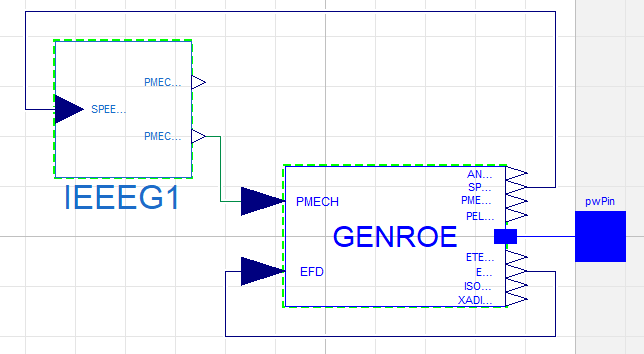 PMEC...
SPEE...
PMEC...
IEEEG1
AN...
SP...
PME...
PEL...
PMECH
pwPin
GENROE
ETE...
E...
ISO...
XADI...
EFD